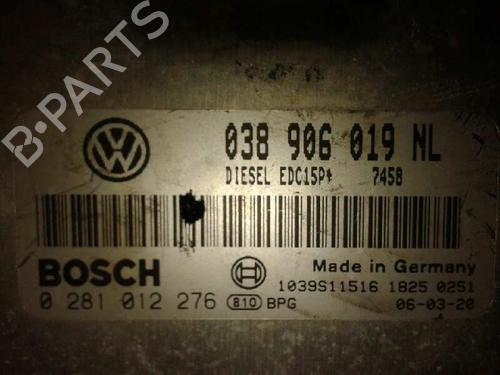 B·PARTS
038 906 019 NL
DIESEL EDC15P* 7458
BOSCH
Made in Germany
1039S11516 1825 0251
0 281 012 276 810 BPG 06-03-20